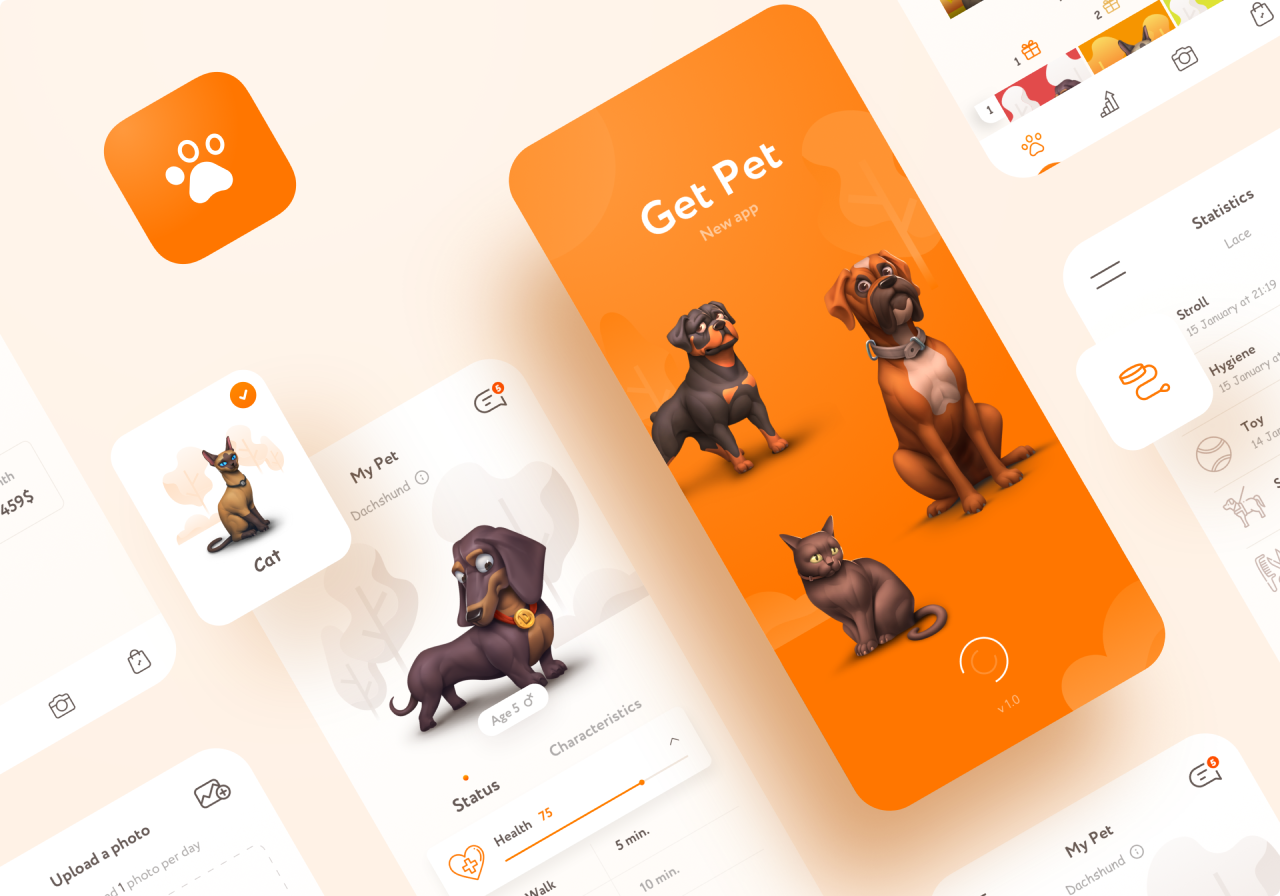 Get Pet
New app
v 1.0
2
1
1
Statistics
Lace
Stroll
15 January at 21:19
Hygiene
15 January at
Toy
14 Jan
459$
Cat
5
My Pet
Dachshund
Age 5
Status
Characteristics
Health 75
Walk
5 min.
10 min.
Upload a photo
1 photo per day
5
My Pet
Dachshund